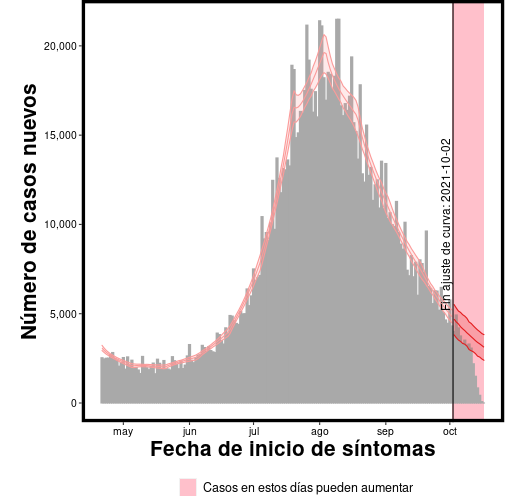 Número de casos nuevos
20,000
15,000
10,000
5,000
0
Fin ajuste de curva: 2021-10-02
may jun jul ago sep oct
Fecha de inicio de síntomas
Casos en estos días pueden aumentar